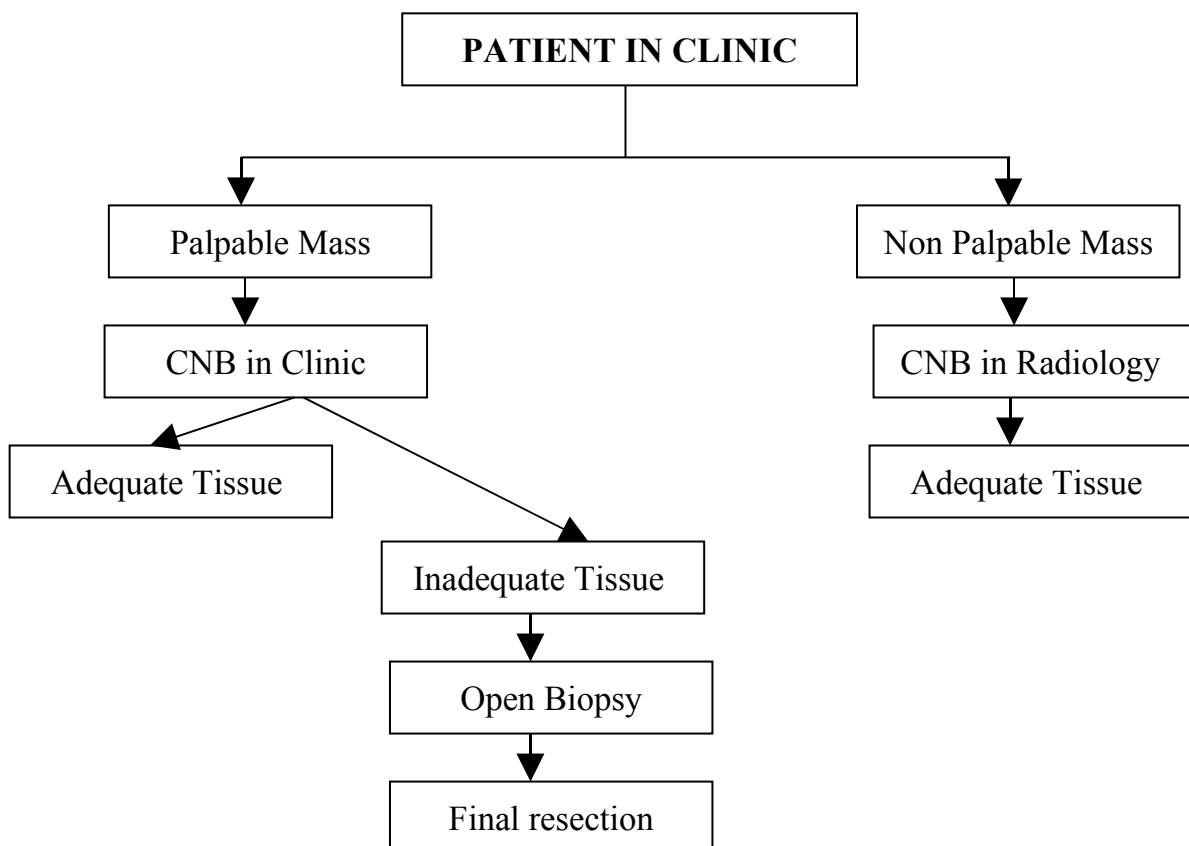 PATIENT IN CLINIC
Palpable Mass
Non Palpable Mass
CNB in Clinic
CNB in Radiology
Adequate Tissue
Adequate Tissue
Inadequate Tissue
Open Biopsy
Final resection